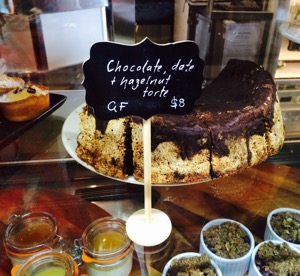 Chocolate, date
+ hazelnut
torte
GF $8